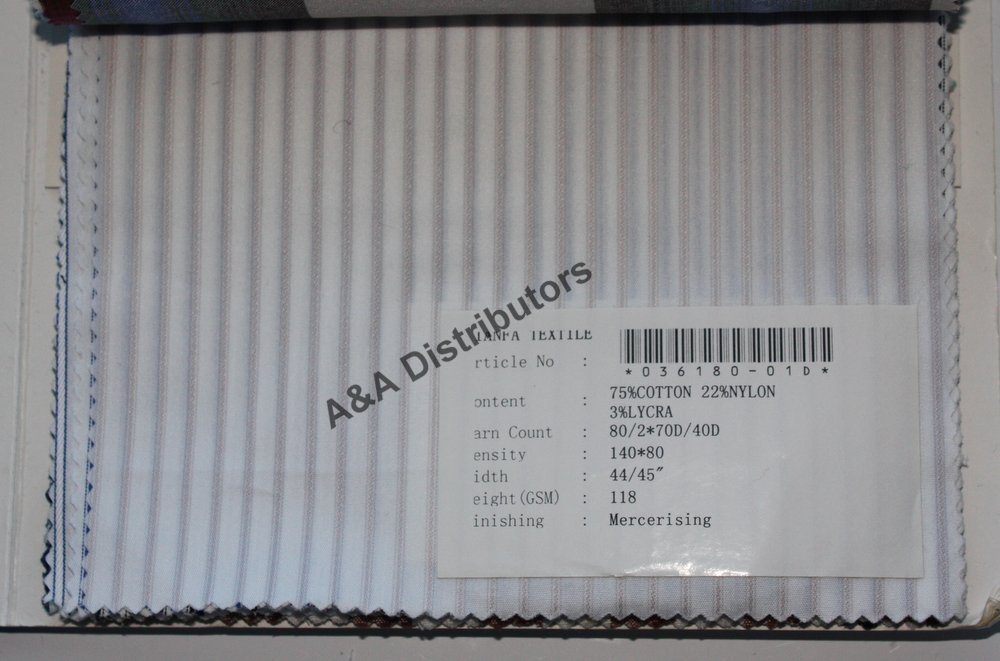 A&A Distributors
TEXTILE
rticle No :
*036180-01D*
ontent : 75%COTTON 22%NYLON
3%LYCRA
arn Count : 80/2*70D/40D
ensity : 140*80
idth : 44/45″
eight(GSM) : 118
inishing : Mercerising